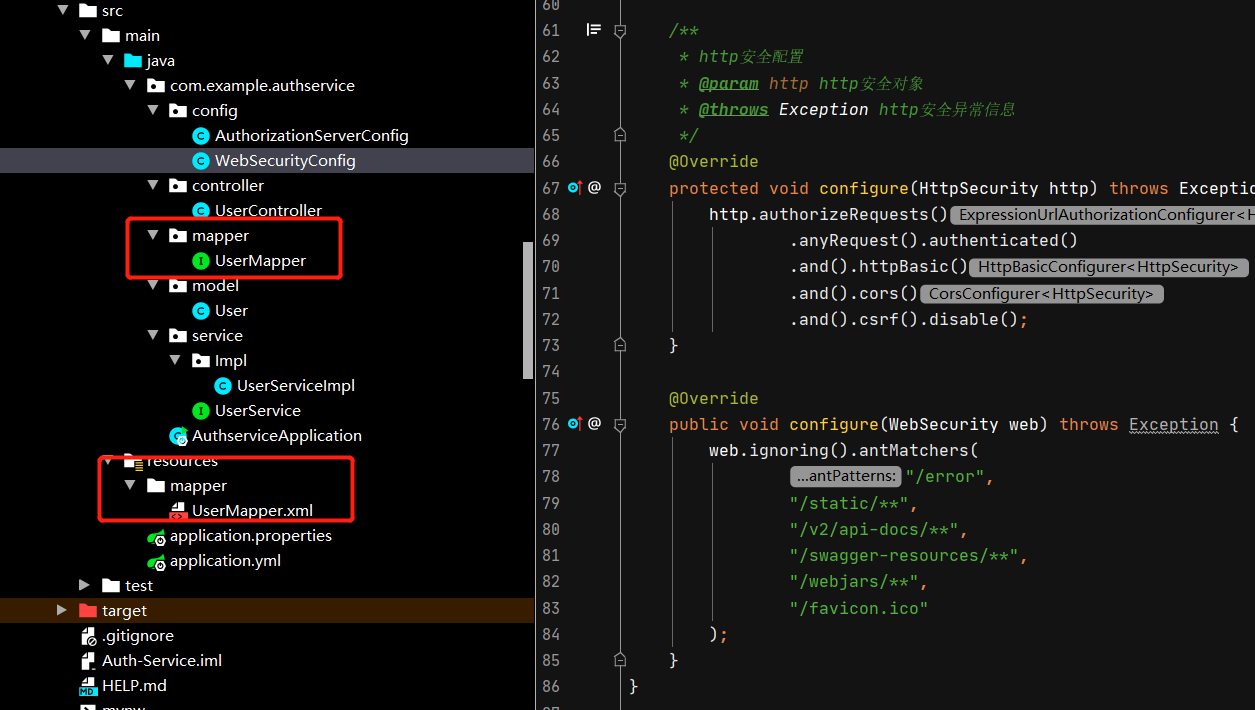 src
main
java
com.example.authservice
config
AuthorizationServerConfig
WebSecurityConfig
controller
UserController
mapper
UserMapper
model
User
service
Impl
UserServiceImpl
UserService
AuthserviceApplication
resources
mapper
UserMapper.xml
application.properties
application.yml
test
target
.gitignore
Auth-Service.iml
MD HELP.md
60
61 /**
62 * http安全配置
63 * @param http http安全对象
64 * @throws Exception http安全异常信息
65 */
66 @Override
67 protected void configure(HttpSecurity http) throws Exceptio
68 http.authorizeRequests() ExpressionUrlAuthorizationConfigurer<H
69 .anyRequest().authenticated()
70 .and().httpBasic() HttpBasicConfigurer<HttpSecurity>
71 .and().cors() CorsConfigurer<HttpSecurity>
72 .and().csrf().disable();
73 }
74
75 @Override
76 public void configure(WebSecurity web) throws Exception {
77 web.ignoring().antMatchers(
78 ...antPatterns: "/error",
79 "/static/**",
80 "/v2/api-docs/**",
81 "/swagger-resources/**",
82 "/webjars/**",
83 "/favicon.ico"
84 );
85 }
86 }